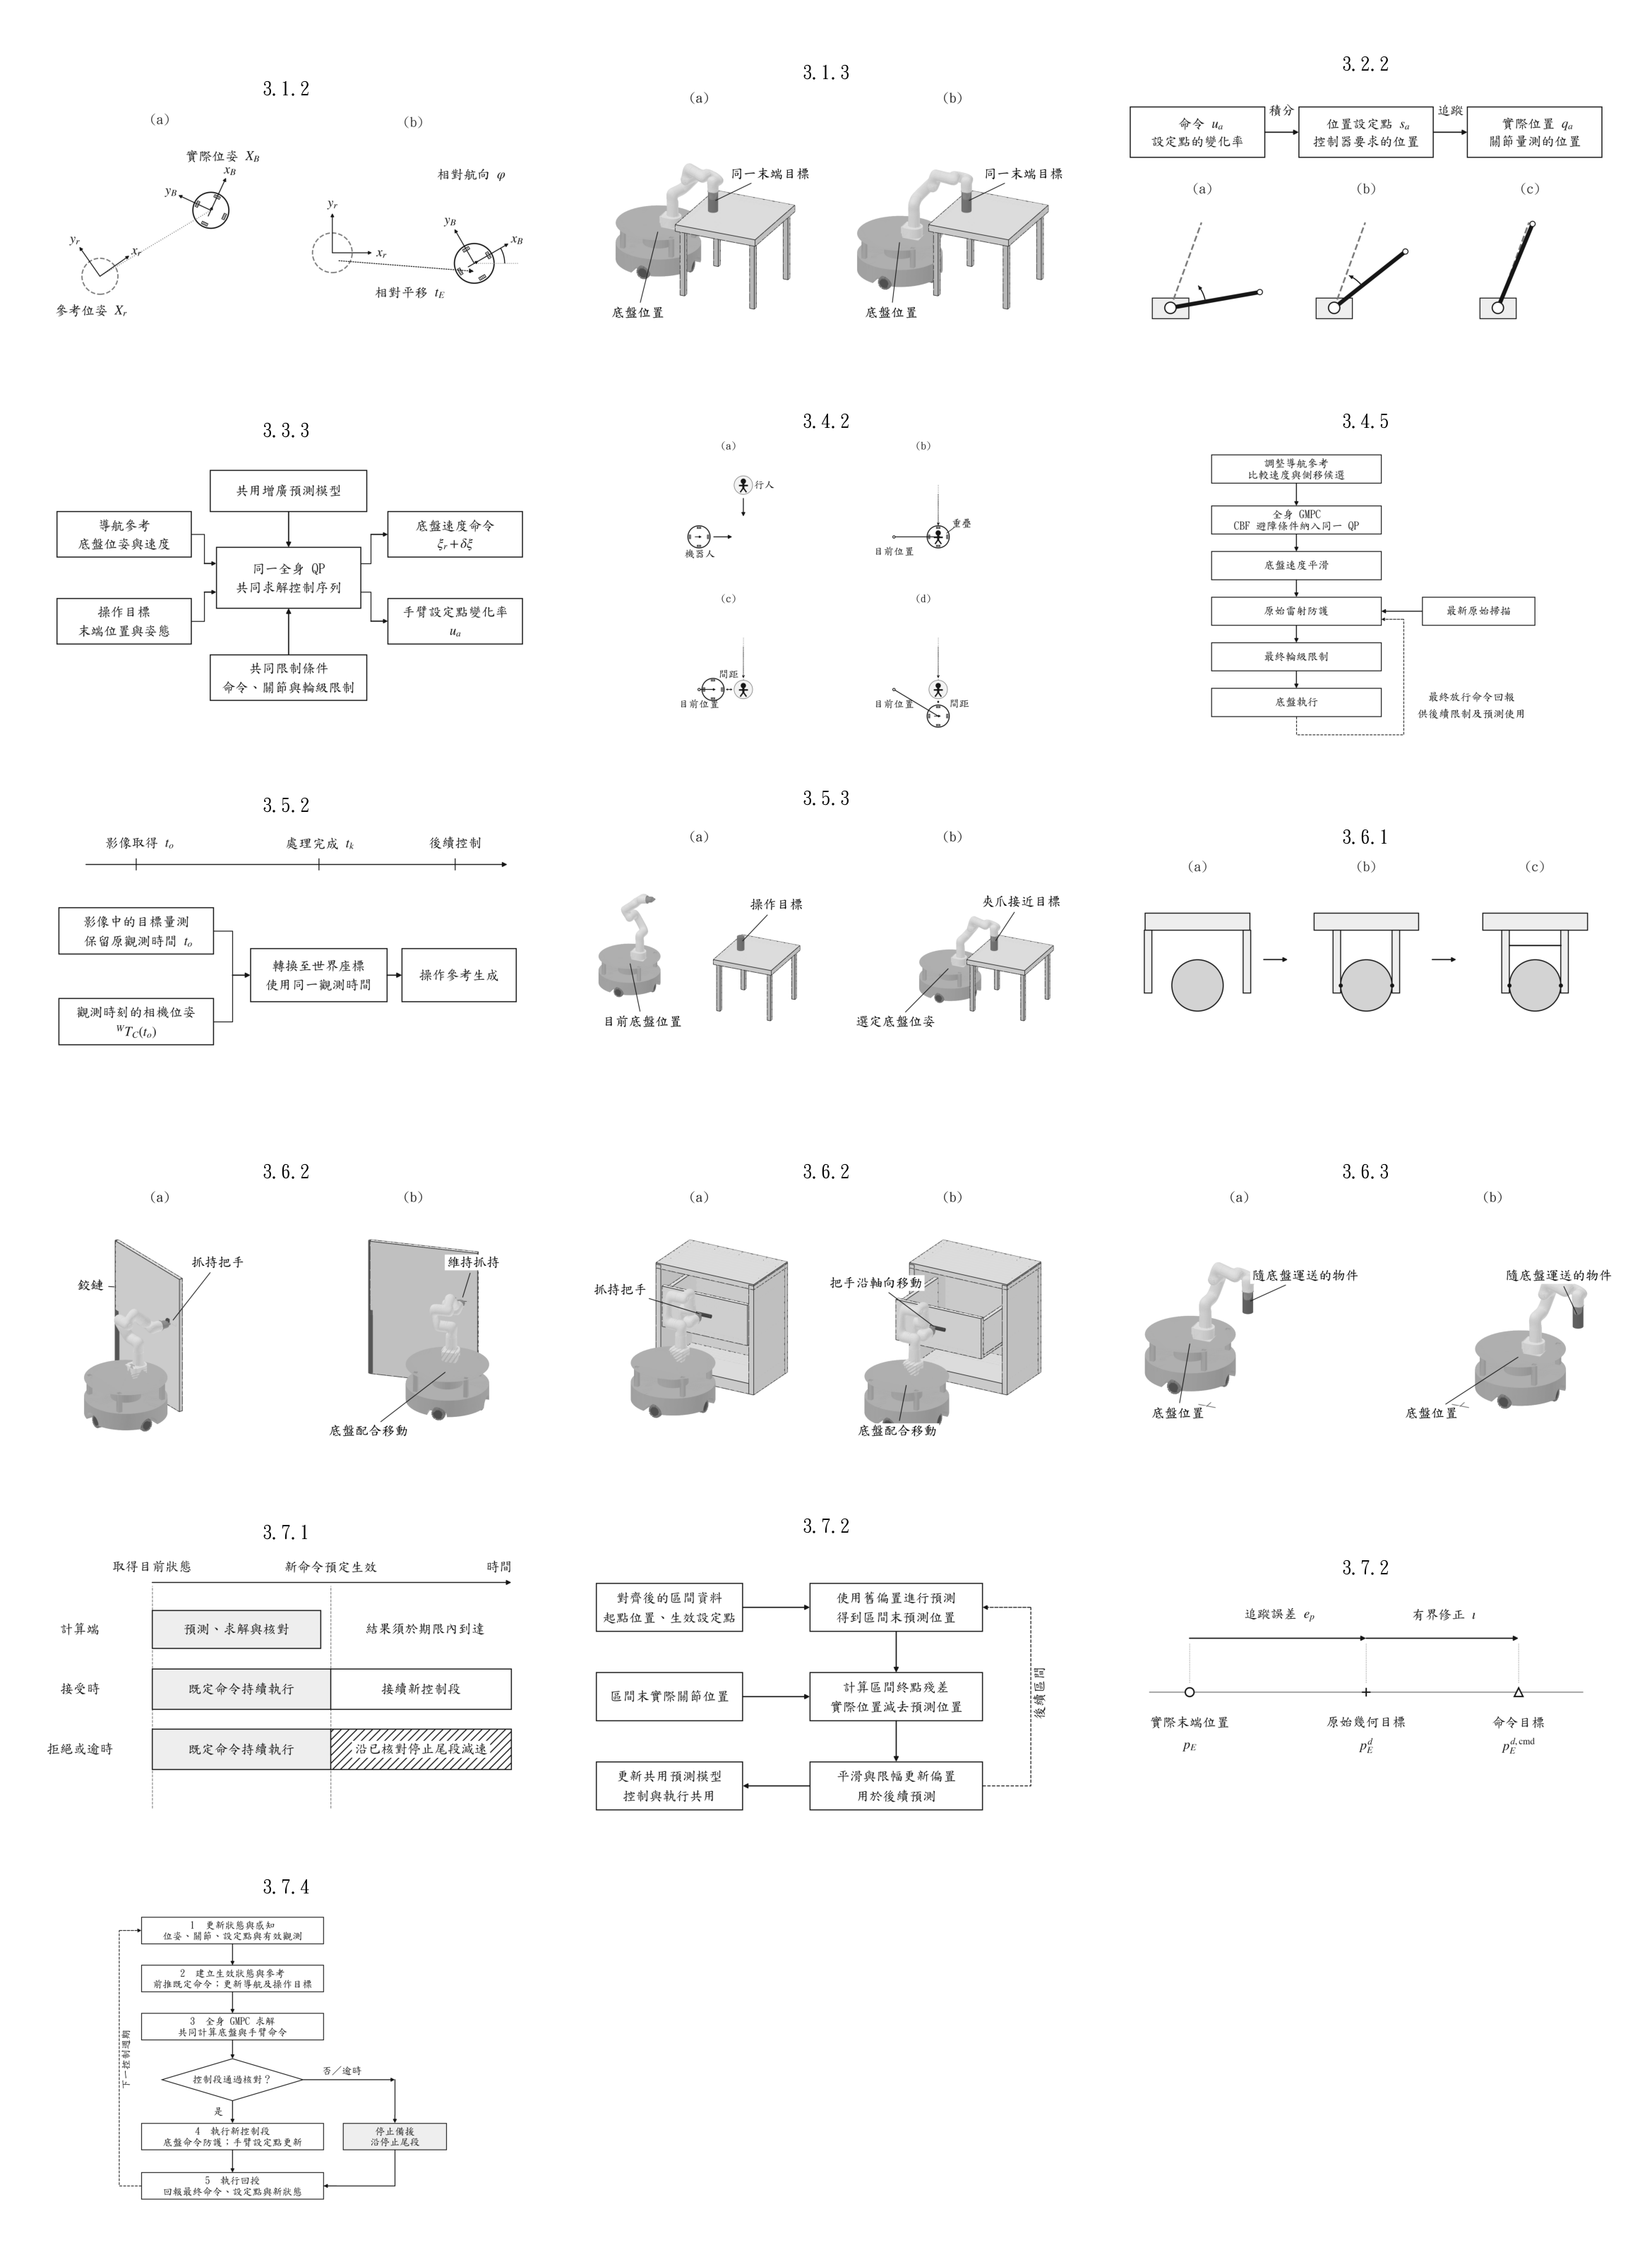 3.1.2
(a)
(b)
實際位姿 X_B
x_B
y_B
y_r
x_r
參考位姿 X_r
相對航向 φ
y_r
x_r
y_B
x_B
相對平移 t_E
3.1.3
(a)
(b)
同一末端目標
底盤位置
同一末端目標
底盤位置
3.2.2
命令 u_a
設定點的變化率
積分
位置設定點 s_a
控制器要求的位置
追蹤
實際位置 q_a
關節量測的位置
(a)
(b)
(c)
3.3.3
共用增廣預測模型
導航參考
底盤位姿與速度
底盤速度命令
ξ_r+δξ
同一全身 QP
共同求解控制序列
操作目標
末端位置與姿態
手臂設定點變化率
u_a
共同限制條件
命令、關節與輪級限制
3.4.2
(a)
(b)
行人
機器人
重疊
目前位置
(c)
(d)
間距
目前位置
目前位置
間距
3.4.5
調整導航參考
比較速度與側移候選
全身 GMPC
CBF 避障條件納入同一 QP
底盤速度平滑
原始雷射防護
最新原始掃描
最終輪級限制
底盤執行
最終放行命令回報
供後續限制及預測使用
3.5.2
影像取得 t_o
處理完成 t_k
後續控制
影像中的目標量測
保留原觀測時間 t_o
轉換至世界座標
使用同一觀測時間
操作參考生成
觀測時刻的相機位姿
^WT_C(t_o)
3.5.3
(a)
(b)
操作目標
目前底盤位置
夾爪接近目標
選定底盤位姿
3.6.1
(a)
(b)
(c)
3.6.2
(a)
(b)
鉸鏈
抓持把手
維持抓持
底盤配合移動
3.6.2
(a)
(b)
抓持把手
把手沿軸向移動
底盤配合移動
3.6.3
(a)
(b)
隨底盤運送的物件
底盤位置
隨底盤運送的物件
底盤位置
3.7.1
取得目前狀態
新命令預定生效
時間
計算端
預測、求解與核對
結果須於期限內到達
接受時
既定命令持續執行
接續新控制段
拒絕或逾時
既定命令持續執行
沿已核對停止尾段減速
3.7.2
對齊後的區間資料
起點位置、生效設定點
使用舊偏置進行預測
得到區間末預測位置
區間末實際關節位置
計算區間終點殘差
實際位置減去預測位置
後續區間
更新共用預測模型
控制與執行共用
平滑與限幅更新偏置
用於後續預測
3.7.2
追蹤誤差 e_p
有界修正 ι
實際末端位置
p_E
原始幾何目標
p_E^d
命令目標
p_E^{d,cmd}
3.7.4
1 更新狀態與感知
位姿、關節、設定點與有效觀測
2 建立生效狀態與參考
前推既定命令；更新導航及操作目標
3 全身 GMPC 求解
共同計算底盤與手臂命令
下一控制週期
控制段通過核對？
否／逾時
是
4 執行新控制段
底盤命令防護；手臂設定點更新
停止備援
沿停止尾段
5 執行回授
回報最終命令、設定點與新狀態